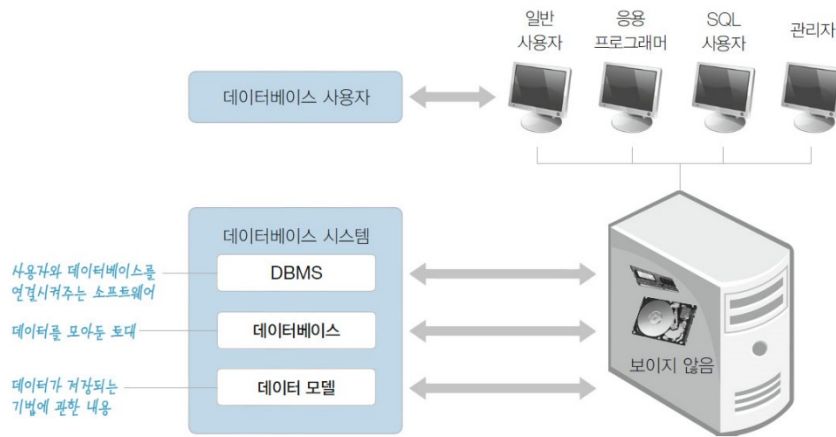 일반
사용자
응용
프로그래머
SQL
사용자
관리자
데이터베이스 사용자
데이터베이스 시스템
사용자와 데이터베이스를
연결시켜주는 소프트웨어
DBMS
데이터를 모아둔 토대
데이터베이스
데이터가 저장되는
기법에 관한 내용
데이터 모델
보이지 않음